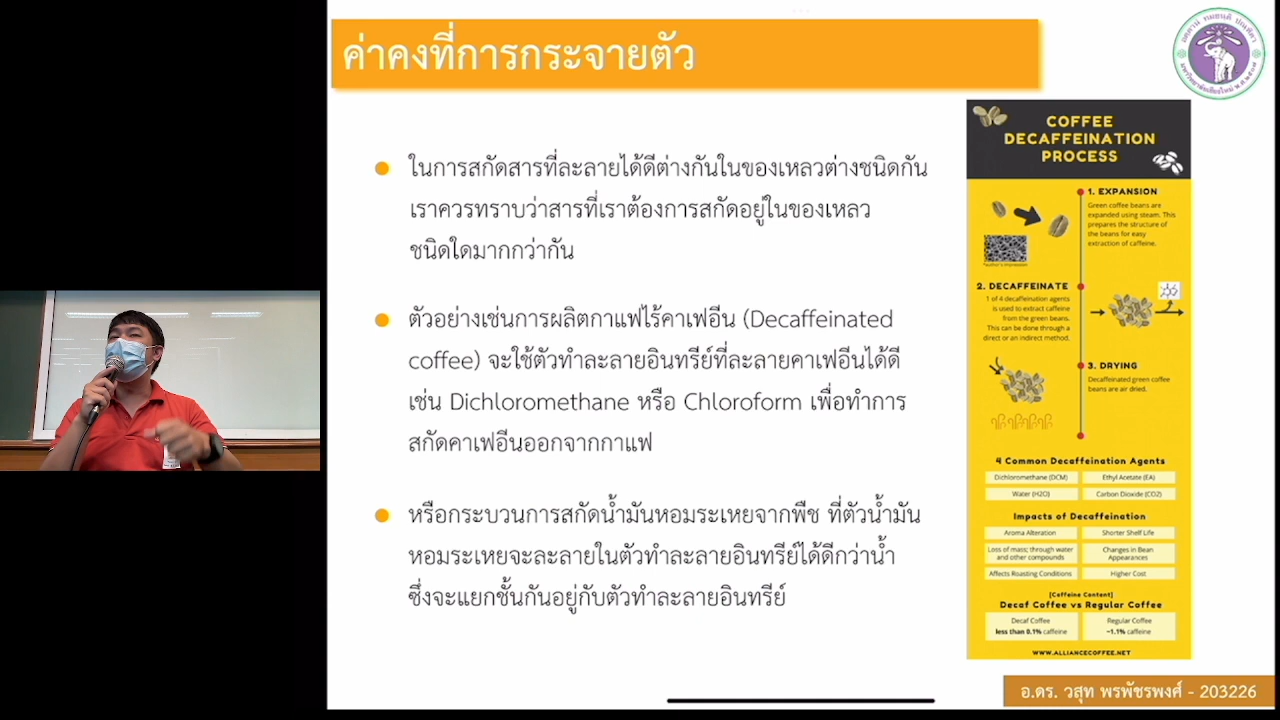 ค่าคงที่การกระจายตัว
ในการสกัดสารที่ละลายได้ดีต่างกันในของเหลวต่างชนิดกัน
เราควรทราบว่าสารที่เราต้องการสกัดอยู่ในของเหลว
ชนิดใดมากกว่ากัน
ตัวอย่างเช่นการผลิตกาแฟไร้คาเฟอีน (Decaffeinated
coffee) จะใช้ตัวทำละลายอินทรีย์ที่ละลายคาเฟอีนได้ดี
เช่น Dichloromethane หรือ Chloroform เพื่อทำการ
สกัดคาเฟอีนออกจากกาแฟ
หรือกระบวนการสกัดน้ำมันหอมระเหยจากพืช ที่ตัวน้ำมัน
หอมระเหยจะละลายในตัวทำละลายอินทรีย์ได้ดีกว่าน้ำ
ซึ่งจะแยกชั้นกันอยู่กับตัวทำละลายอินทรีย์
COFFEE
DECAFFEINATION
PROCESS
1. EXPANSION
Green coffee beans are
expanded using steam. This
prepares the structure of
the beans for easy
extraction of caffeine.
2. DECAFFEINATE
1 of 4 decaffeination agents
is used to extract caffeine
from the green beans.
This can be done through a
direct or an indirect method.
3. DRYING
Decaffeinated green coffee
beans are air dried.
4 Common Decaffeination Agents
Dichloromethane (DCM)
Ethyl Acetate (EA)
Water (H2O)
Carbon Dioxide (CO2)
Impacts of Decaffeination
Aroma Alteration
Shorter Shelf Life
Loss of mass; through water
and other compounds
Changes in Bean
Appearances
Affects Roasting Conditions
Higher Cost
[Caffeine Content]
Decaf Coffee vs Regular Coffee
Decaf Coffee
less than 0.1% caffeine
Regular Coffee
~1.1% caffeine
WWW.ALLIANCECOFFEE.NET
อ.ดร. วสุท พรพัชรพงศ์ - 203226